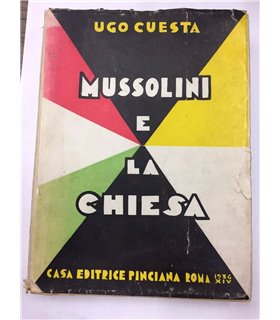 UGO CUESTA
MUSSOLINI
E
LA
CHIESA
CASA EDITRICE PINCIANA ROMA 1936 XIV